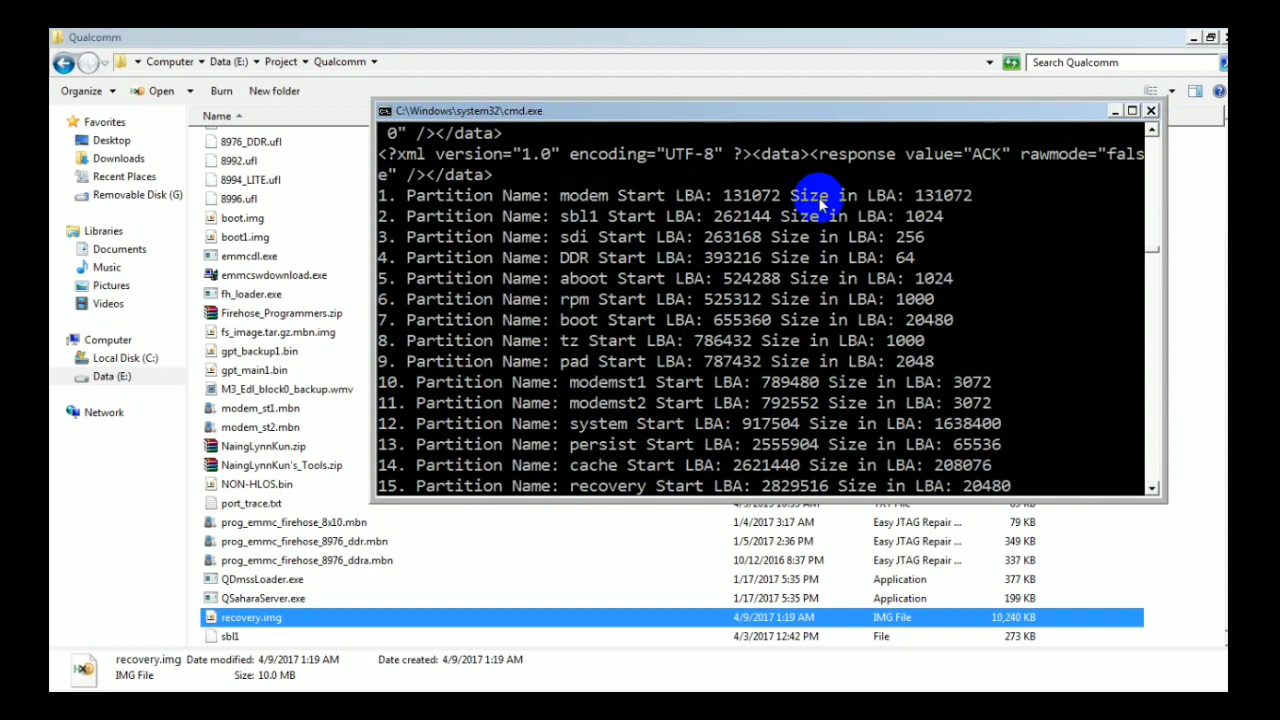 Qualcomm
Computer Data (E:) Project Qualcomm
Search Qualcomm
Organize Open Burn New folder
Name
Favorites
Desktop
Downloads
Recent Places
Removable Disk (G)
Libraries
Documents
Music
Pictures
Videos
Computer
Local Disk (C:)
Data (E:)
Network
8976_DDR.ufl
8992.ufl
8994_LITE.ufl
8996.ufl
boot.img
boot1.img
emmcdl.exe
emmcswdownload.exe
fh_loader.exe
Firehose_Programmers.zip
fs_image.tar.gz.mbn.img
gpt_backup1.bin
gpt_main1.bin
M3_Edl_block0_backup.wmv
modem_st1.mbn
modem_st2.mbn
NaingLynnKun.zip
NaingLynnKun's_Tools.zip
NON-HLOS.bin
port_trace.txt
prog_emmc_firehose_8x10.mbn 1/4/2017 3:17 AM Easy JTAG Repair ... 79 KB
prog_emmc_firehose_8976_ddr.mbn 1/5/2017 2:36 PM Easy JTAG Repair ... 349 KB
prog_emmc_firehose_8976_ddra.mbn 10/12/2016 8:37 PM Easy JTAG Repair ... 337 KB
QDmssLoader.exe 1/17/2017 5:35 PM Application 377 KB
QSaharaServer.exe 1/17/2017 5:35 PM Application 199 KB
recovery.img 4/9/2017 1:19 AM IMG File 10,240 KB
sbl1 4/3/2017 12:42 PM File 273 KB
C:\Windows\system32\cmd.exe
0" /></data>
<?xml version="1.0" encoding="UTF-8" ?><data><response value="ACK" rawmode="fals
e" /></data>
1. Partition Name: modem Start LBA: 131072 Size in LBA: 131072
2. Partition Name: sbl1 Start LBA: 262144 Size in LBA: 1024
3. Partition Name: sdi Start LBA: 263168 Size in LBA: 256
4. Partition Name: DDR Start LBA: 393216 Size in LBA: 64
5. Partition Name: aboot Start LBA: 524288 Size in LBA: 1024
6. Partition Name: rpm Start LBA: 525312 Size in LBA: 1000
7. Partition Name: boot Start LBA: 655360 Size in LBA: 20480
8. Partition Name: tz Start LBA: 786432 Size in LBA: 1000
9. Partition Name: pad Start LBA: 787432 Size in LBA: 2048
10. Partition Name: modemst1 Start LBA: 789480 Size in LBA: 3072
11. Partition Name: modemst2 Start LBA: 792552 Size in LBA: 3072
12. Partition Name: system Start LBA: 917504 Size in LBA: 1638400
13. Partition Name: persist Start LBA: 2555904 Size in LBA: 65536
14. Partition Name: cache Start LBA: 2621440 Size in LBA: 208076
15. Partition Name: recovery Start LBA: 2829516 Size in LBA: 20480
recovery.img Date modified: 4/9/2017 1:19 AM Date created: 4/9/2017 1:19 AM
IMG File Size: 10.0 MB